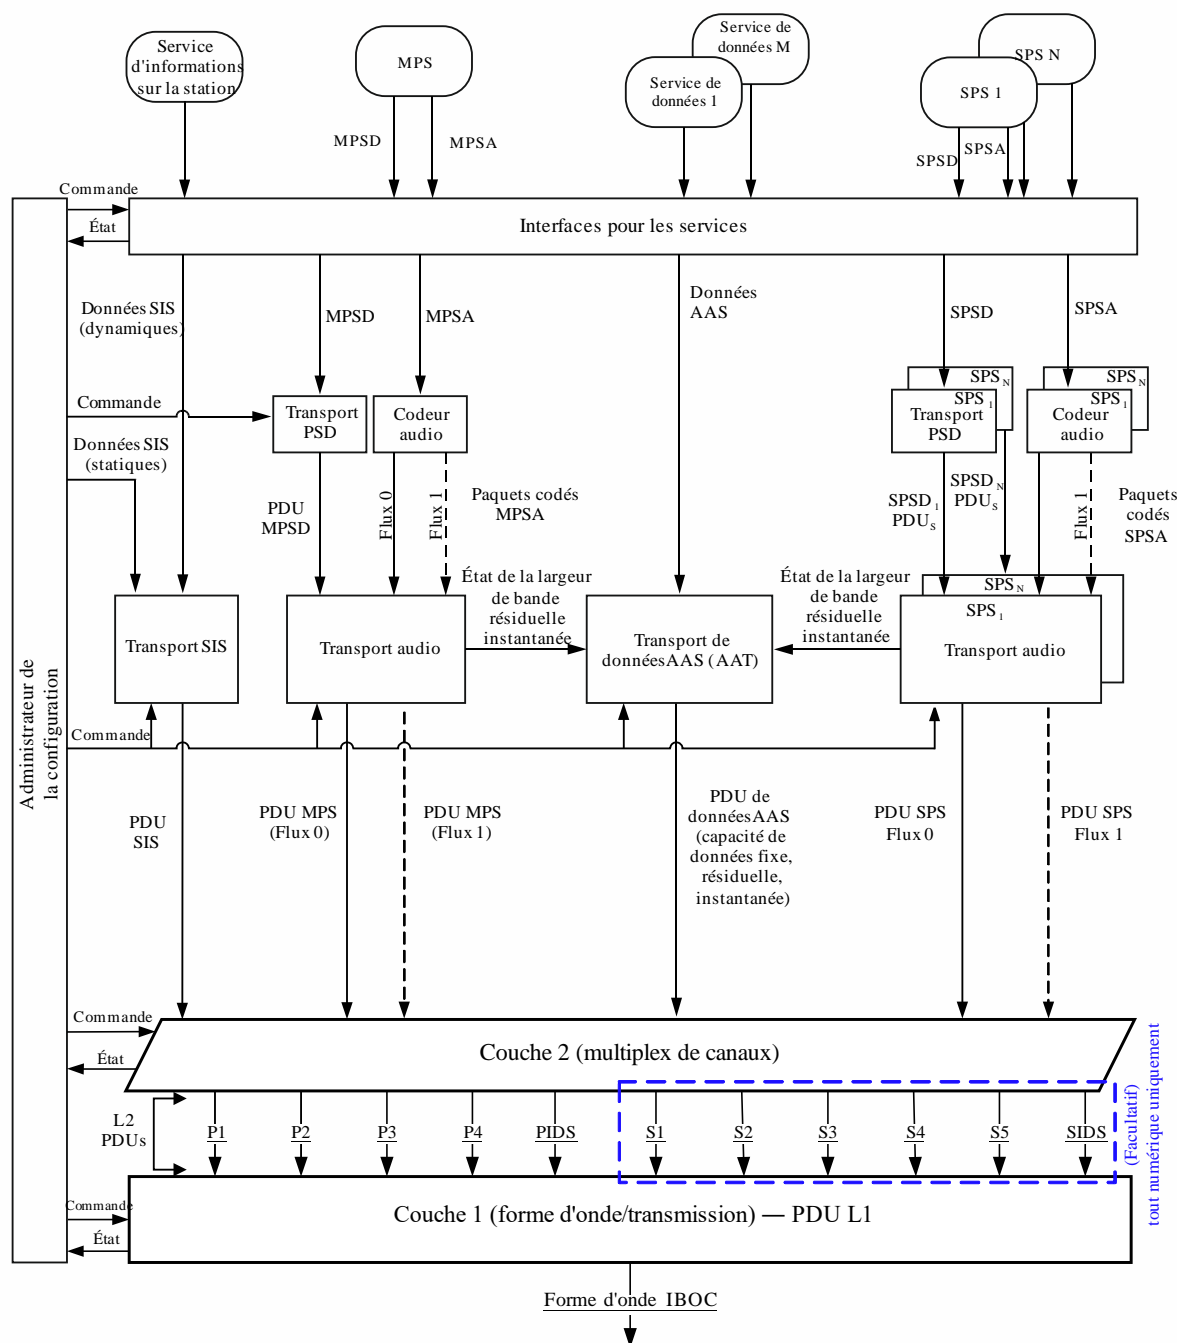 Service
d'informations
sur la station
MPS
Service de
données M
Service de
données 1
SPS N
SPS 1
MPSD
MPSA
SPSD
SPSA
Commande
État
Interfaces pour les services
Données SIS
(dynamiques)
MPSD
MPSA
Données
AAS
SPSD
SPSA
Commande
Transport
PSD
Codeur
audio
SPS N
SPS 1
Transport
PSD
SPS N
SPS 1
Codeur
audio
Données SIS
(statiques)
PDU
MPSD
Flux 0
Flux 1
Paquets codés
MPSA
SPSD 1
PDU S
SPSD N
PDU S
Flux 1
Paquets
codés
SPSA
État de la largeur
de bande
résiduelle
instantanée
État de la largeur
de bande
résiduelle
instantanée
Transport SIS
Transport audio
Transport de
données AAS (AAT)
SPS N
SPS 1
Transport audio
Administrateur de
la configuration
Commande
PDU
SIS
PDU MPS
(Flux 0)
PDU MPS
(Flux 1)
PDU de
données AAS
(capacité de
données fixe,
résiduelle,
instantanée)
PDU SPS
Flux 0
PDU SPS
Flux 1
Commande
État
Couche 2 (multiplex de canaux)
L2
PDUs
P1
P2
P3
P4
PIDS
S1
S2
S3
S4
S5
SIDS
(Facultatif)
tout numérique uniquement
Commande
État
Couche 1 (forme d'onde/transmission) — PDU L1
Forme d'onde IBOC